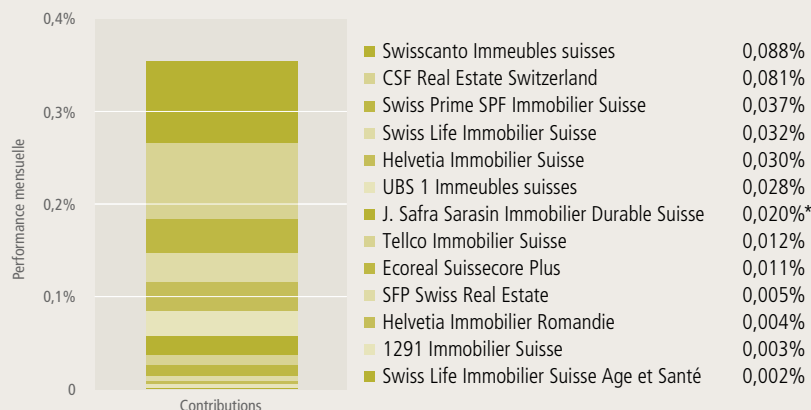 0,4%
0,3%
0,2%
0,1%
0
Performance mensuelle
Contributions
Swisscanto Immeubles suisses 0,088%
CSF Real Estate Switzerland 0,081%
Swiss Prime SPF Immobilier Suisse 0,037%
Swiss Life Immobilier Suisse 0,032%
Helvetia Immobilier Suisse 0,030%
UBS 1 Immeubles suisses 0,028%
J. Safra Sarasin Immobilier Durable Suisse 0,020%*
Tellco Immobilier Suisse 0,012%
Ecoreal Suissecore Plus 0,011%
SFP Swiss Real Estate 0,005%
Helvetia Immobilier Romandie 0,004%
1291 Immobilier Suisse 0,003%
Swiss Life Immobilier Suisse Age et Santé 0,002%